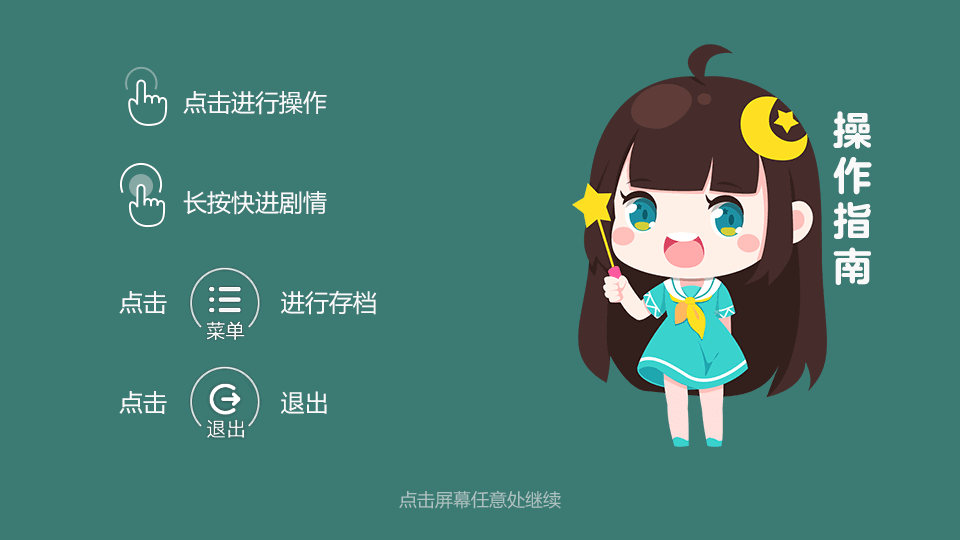 点击进行操作
长按快进剧情
点击 菜单 进行存档
点击 退出 退出
操作指南
点击屏幕任意处继续